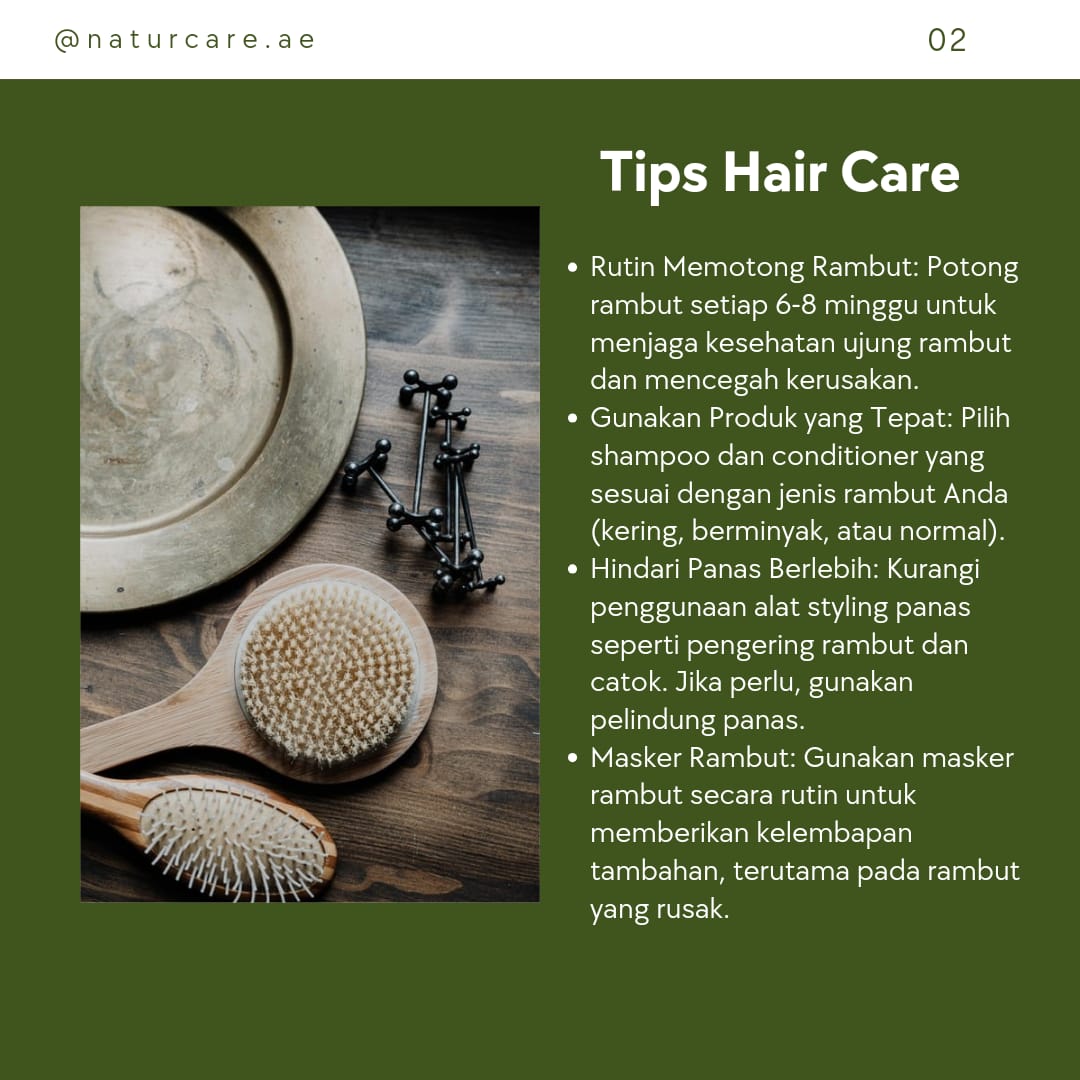 @naturcare.ae
02
Tips Hair Care
• Rutin Memotong Rambut: Potong
rambut setiap 6-8 minggu untuk
menjaga kesehatan ujung rambut
dan mencegah kerusakan.
• Gunakan Produk yang Tepat: Pilih
shampoo dan conditioner yang
sesuai dengan jenis rambut Anda
(kering, berminyak, atau normal).
• Hindari Panas Berlebih: Kurangi
penggunaan alat styling panas
seperti pengering rambut dan
catok. Jika perlu, gunakan
pelindung panas.
• Masker Rambut: Gunakan masker
rambut secara rutin untuk
memberikan kelembapan
tambahan, terutama pada rambut
yang rusak.